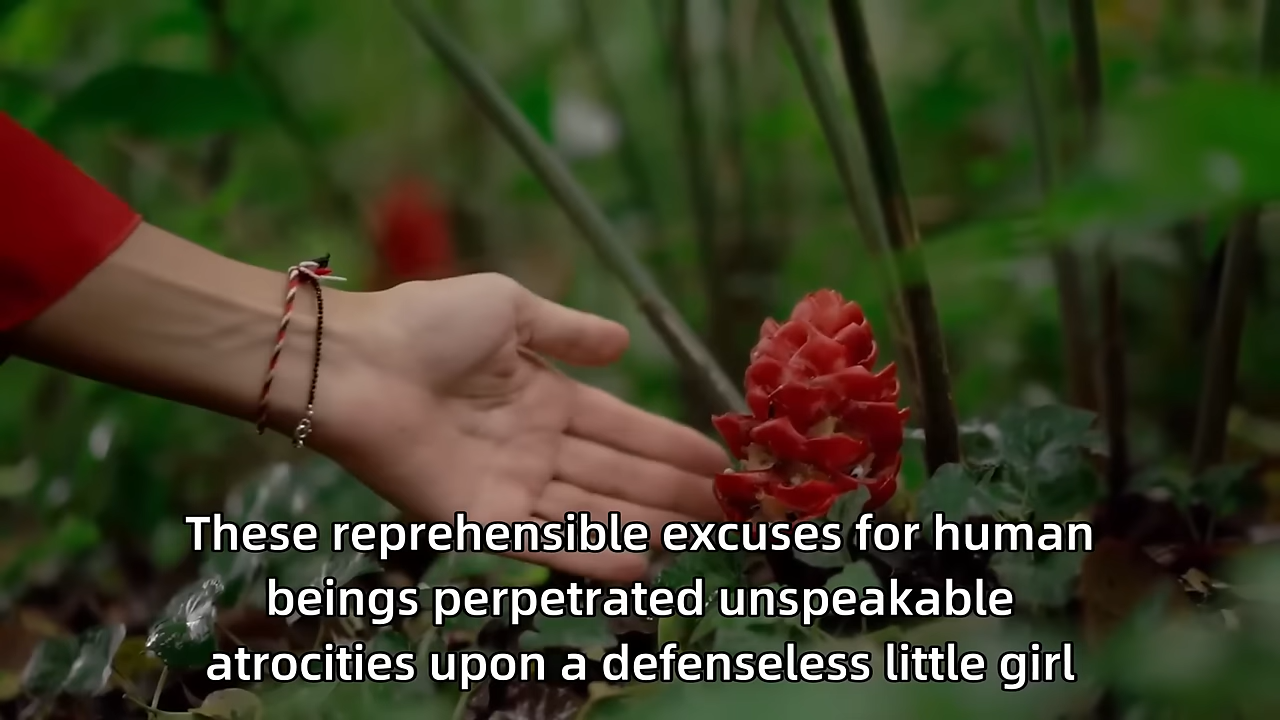 These reprehensible excuses for human
beings perpetrated unspeakable
atrocities upon a defenseless little girl